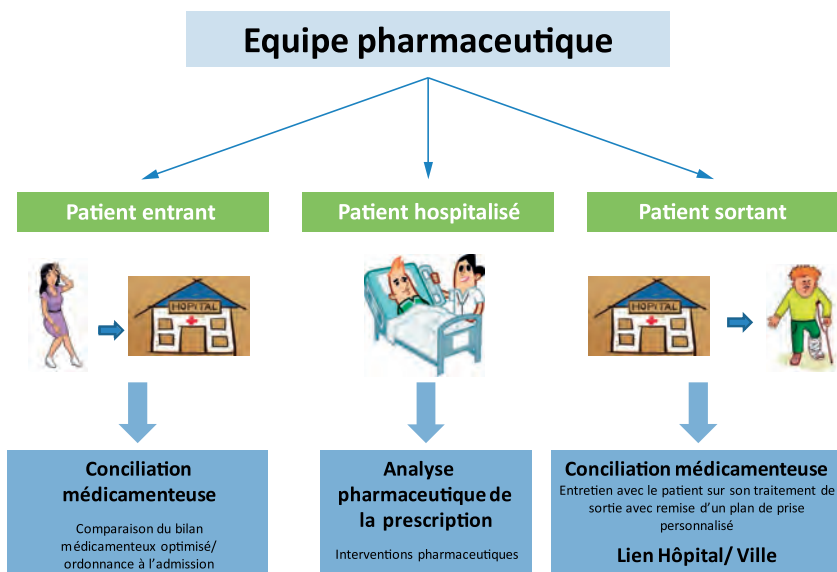 Equipe pharmaceutique
Patient entrant
Patient hospitalisé
Patient sortant
HOPITAL
HOPITAL
Conciliation
médicamenteuse
Comparaison du bilan
médicamenteux optimisé/
ordonnance à l'admission
Analyse
pharmaceutique de
la prescription
Interventions pharmaceutiques
Conciliation médicamenteuse
Entretien avec le patient sur son traitement de
sortie avec remise d'un plan de prise
personnalisé
Lien Hôpital/ Ville